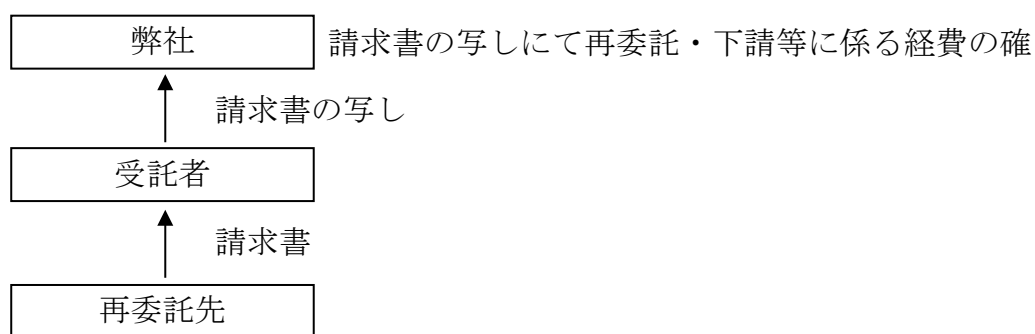 弊社
請求書の写しにて再委託・下請等に係る経費の確
請求書の写し
受託者
請求書
再委託先